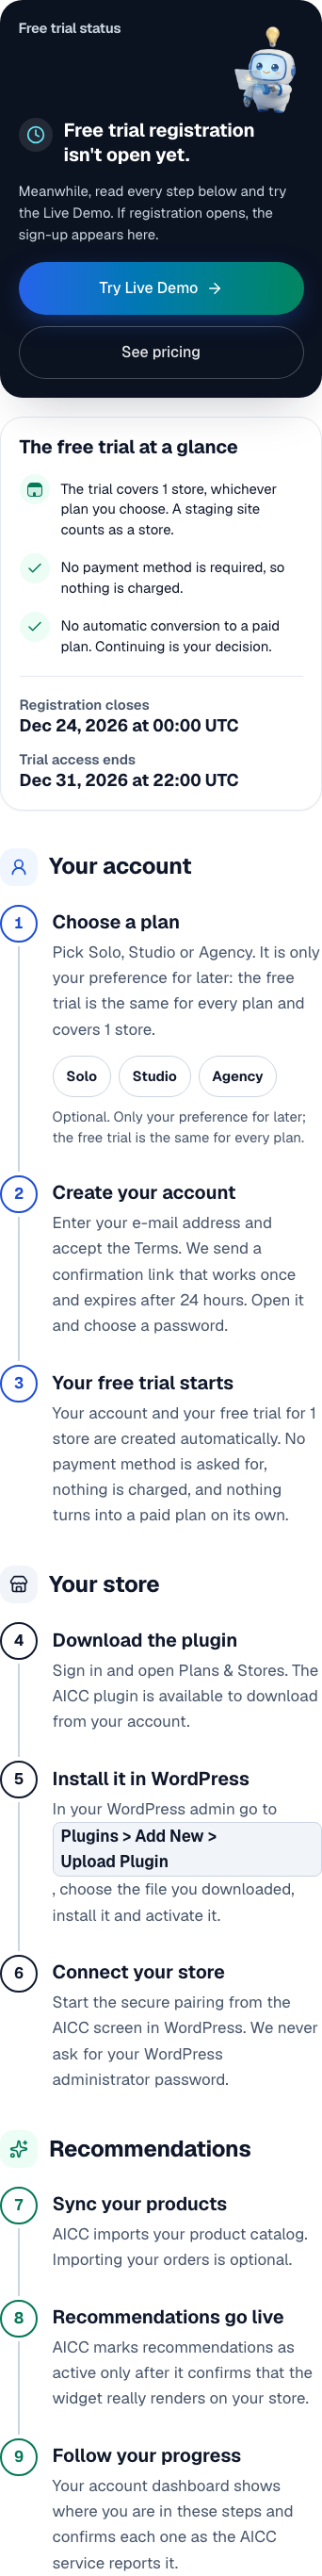 Free trial status
Free trial registration
isn't open yet.
Meanwhile, read every step below and try
the Live Demo. If registration opens, the
sign-up appears here.
Try Live Demo →
See pricing
The free trial at a glance
The trial covers 1 store, whichever
plan you choose. A staging site
counts as a store.
No payment method is required, so
nothing is charged.
No automatic conversion to a paid
plan. Continuing is your decision.
Registration closes
Dec 24, 2026 at 00:00 UTC
Trial access ends
Dec 31, 2026 at 22:00 UTC
Your account
1 Choose a plan
Pick Solo, Studio or Agency. It is only
your preference for later: the free
trial is the same for every plan and
covers 1 store.
Solo Studio Agency
Optional. Only your preference for later;
the free trial is the same for every plan.
2 Create your account
Enter your e-mail address and
accept the Terms. We send a
confirmation link that works once
and expires after 24 hours. Open it
and choose a password.
3 Your free trial starts
Your account and your free trial for 1
store are created automatically. No
payment method is asked for,
nothing is charged, and nothing
turns into a paid plan on its own.
Your store
4 Download the plugin
Sign in and open Plans & Stores. The
AICC plugin is available to download
from your account.
5 Install it in WordPress
In your WordPress admin go to
Plugins > Add New >
Upload Plugin
, choose the file you downloaded,
install it and activate it.
6 Connect your store
Start the secure pairing from the
AICC screen in WordPress. We never
ask for your WordPress
administrator password.
Recommendations
7 Sync your products
AICC imports your product catalog.
Importing your orders is optional.
8 Recommendations go live
AICC marks recommendations as
active only after it confirms that the
widget really renders on your store.
9 Follow your progress
Your account dashboard shows
where you are in these steps and
confirms each one as the AICC
service reports it.